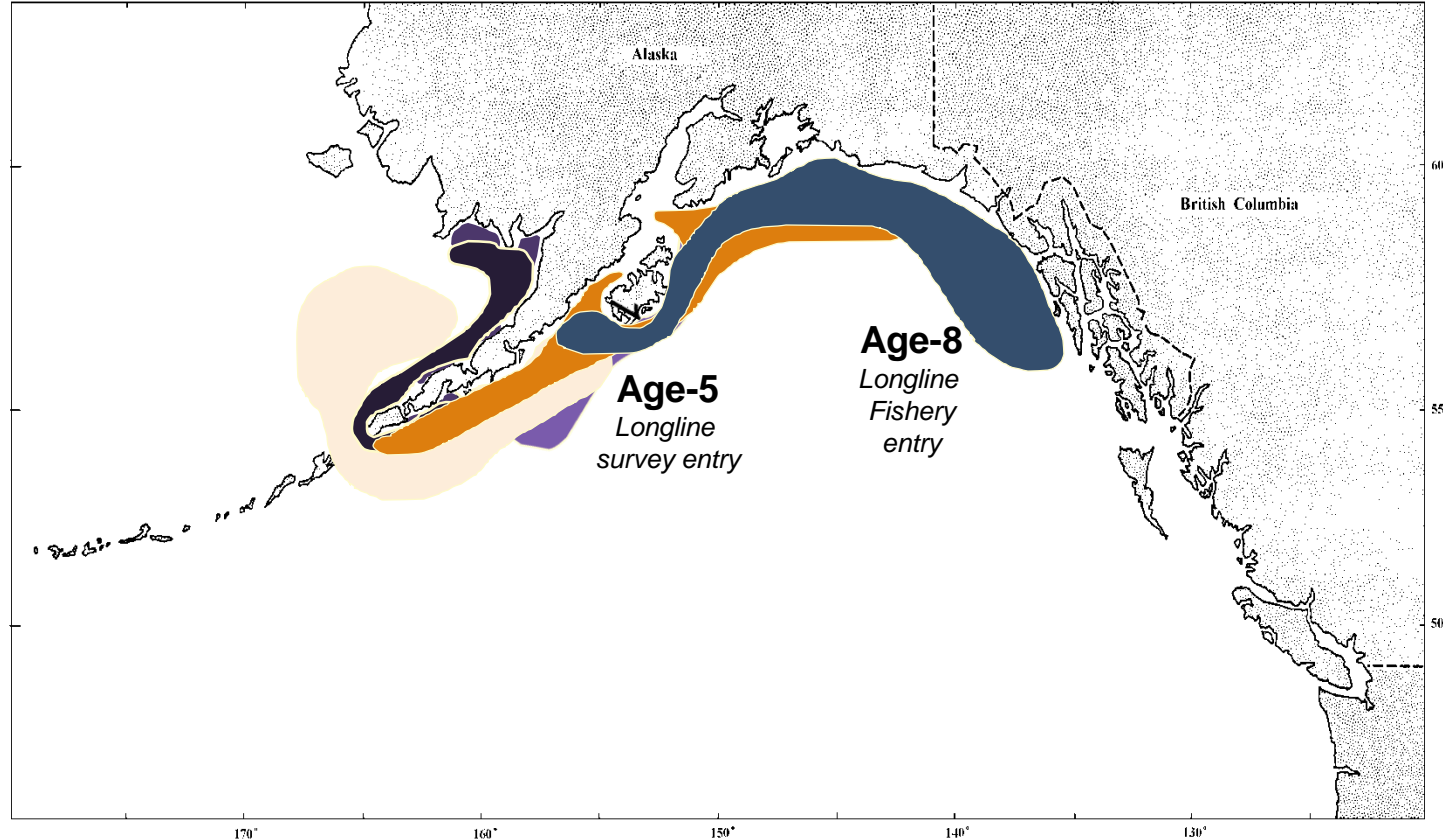 Alaska
60
British Columbia
Age-8
Longline
Fishery
entry
Age-5
Longline
survey entry
55
50
170°
160°
150°
140°
130°